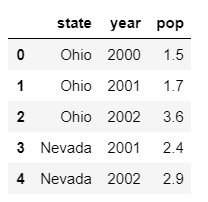 state year pop
0 Ohio 2000 1.5
1 Ohio 2001 1.7
2 Ohio 2002 3.6
3 Nevada 2001 2.4
4 Nevada 2002 2.9